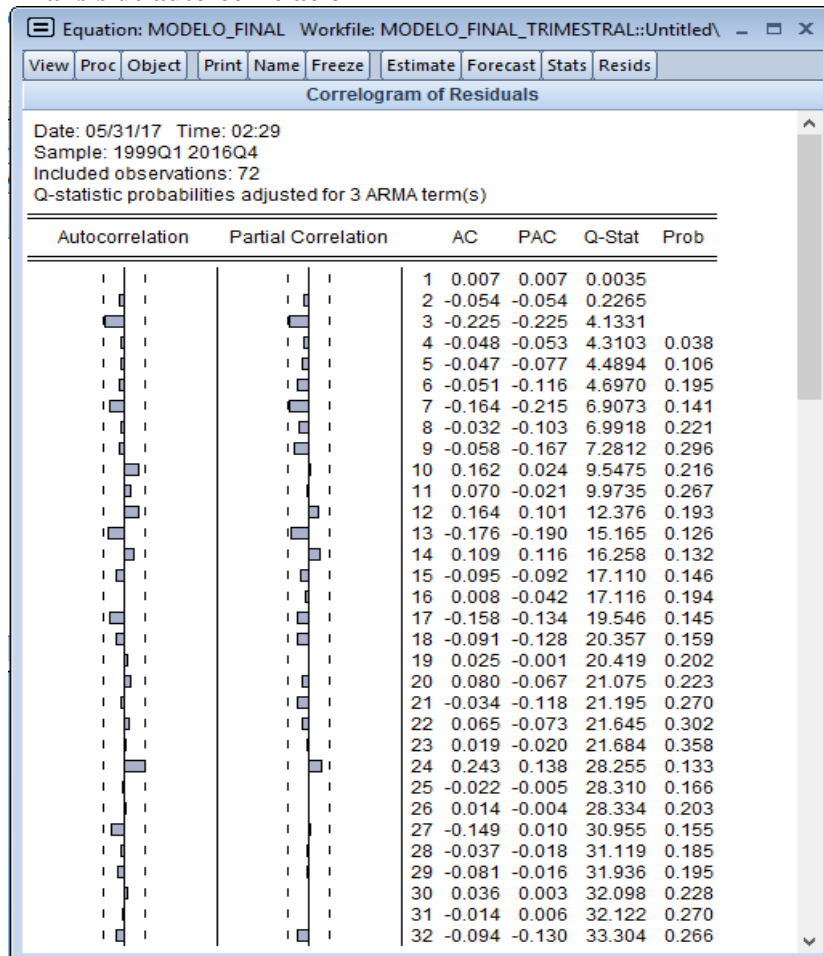 Equation: MODELO_FINAL Workfile: MODELO_FINAL_TRIMESTRAL::Untitled\
View Proc Object Print Name Freeze Estimate Forecast Stats Resids
Correlogram of Residuals
Date: 05/31/17 Time: 02:29
Sample: 1999Q1 2016Q4
Included observations: 72
Q-statistic probabilities adjusted for 3 ARMA term(s)
Autocorrelation Partial Correlation AC PAC Q-Stat Prob
1 0.007 0.007 0.0035
2 -0.054 -0.054 0.2265
3 -0.225 -0.225 4.1331
4 -0.048 -0.053 4.3103 0.038
5 -0.047 -0.077 4.4894 0.106
6 -0.051 -0.116 4.6970 0.195
7 -0.164 -0.215 6.9073 0.141
8 -0.032 -0.103 6.9918 0.221
9 -0.058 -0.167 7.2812 0.296
10 0.162 0.024 9.5475 0.216
11 0.070 -0.021 9.9735 0.267
12 0.164 0.101 12.376 0.193
13 -0.176 -0.190 15.165 0.126
14 0.109 0.116 16.258 0.132
15 -0.095 -0.092 17.110 0.146
16 0.008 -0.042 17.116 0.194
17 -0.158 -0.134 19.546 0.145
18 -0.091 -0.128 20.357 0.159
19 0.025 -0.001 20.419 0.202
20 0.080 -0.067 21.075 0.223
21 -0.034 -0.118 21.195 0.270
22 0.065 -0.073 21.645 0.302
23 0.019 -0.020 21.684 0.358
24 0.243 0.138 28.255 0.133
25 -0.022 -0.005 28.310 0.166
26 0.014 -0.004 28.334 0.203
27 -0.149 0.010 30.955 0.155
28 -0.037 -0.018 31.119 0.185
29 -0.081 -0.016 31.936 0.195
30 0.036 0.003 32.098 0.228
31 -0.014 0.006 32.122 0.270
32 -0.094 -0.130 33.304 0.266